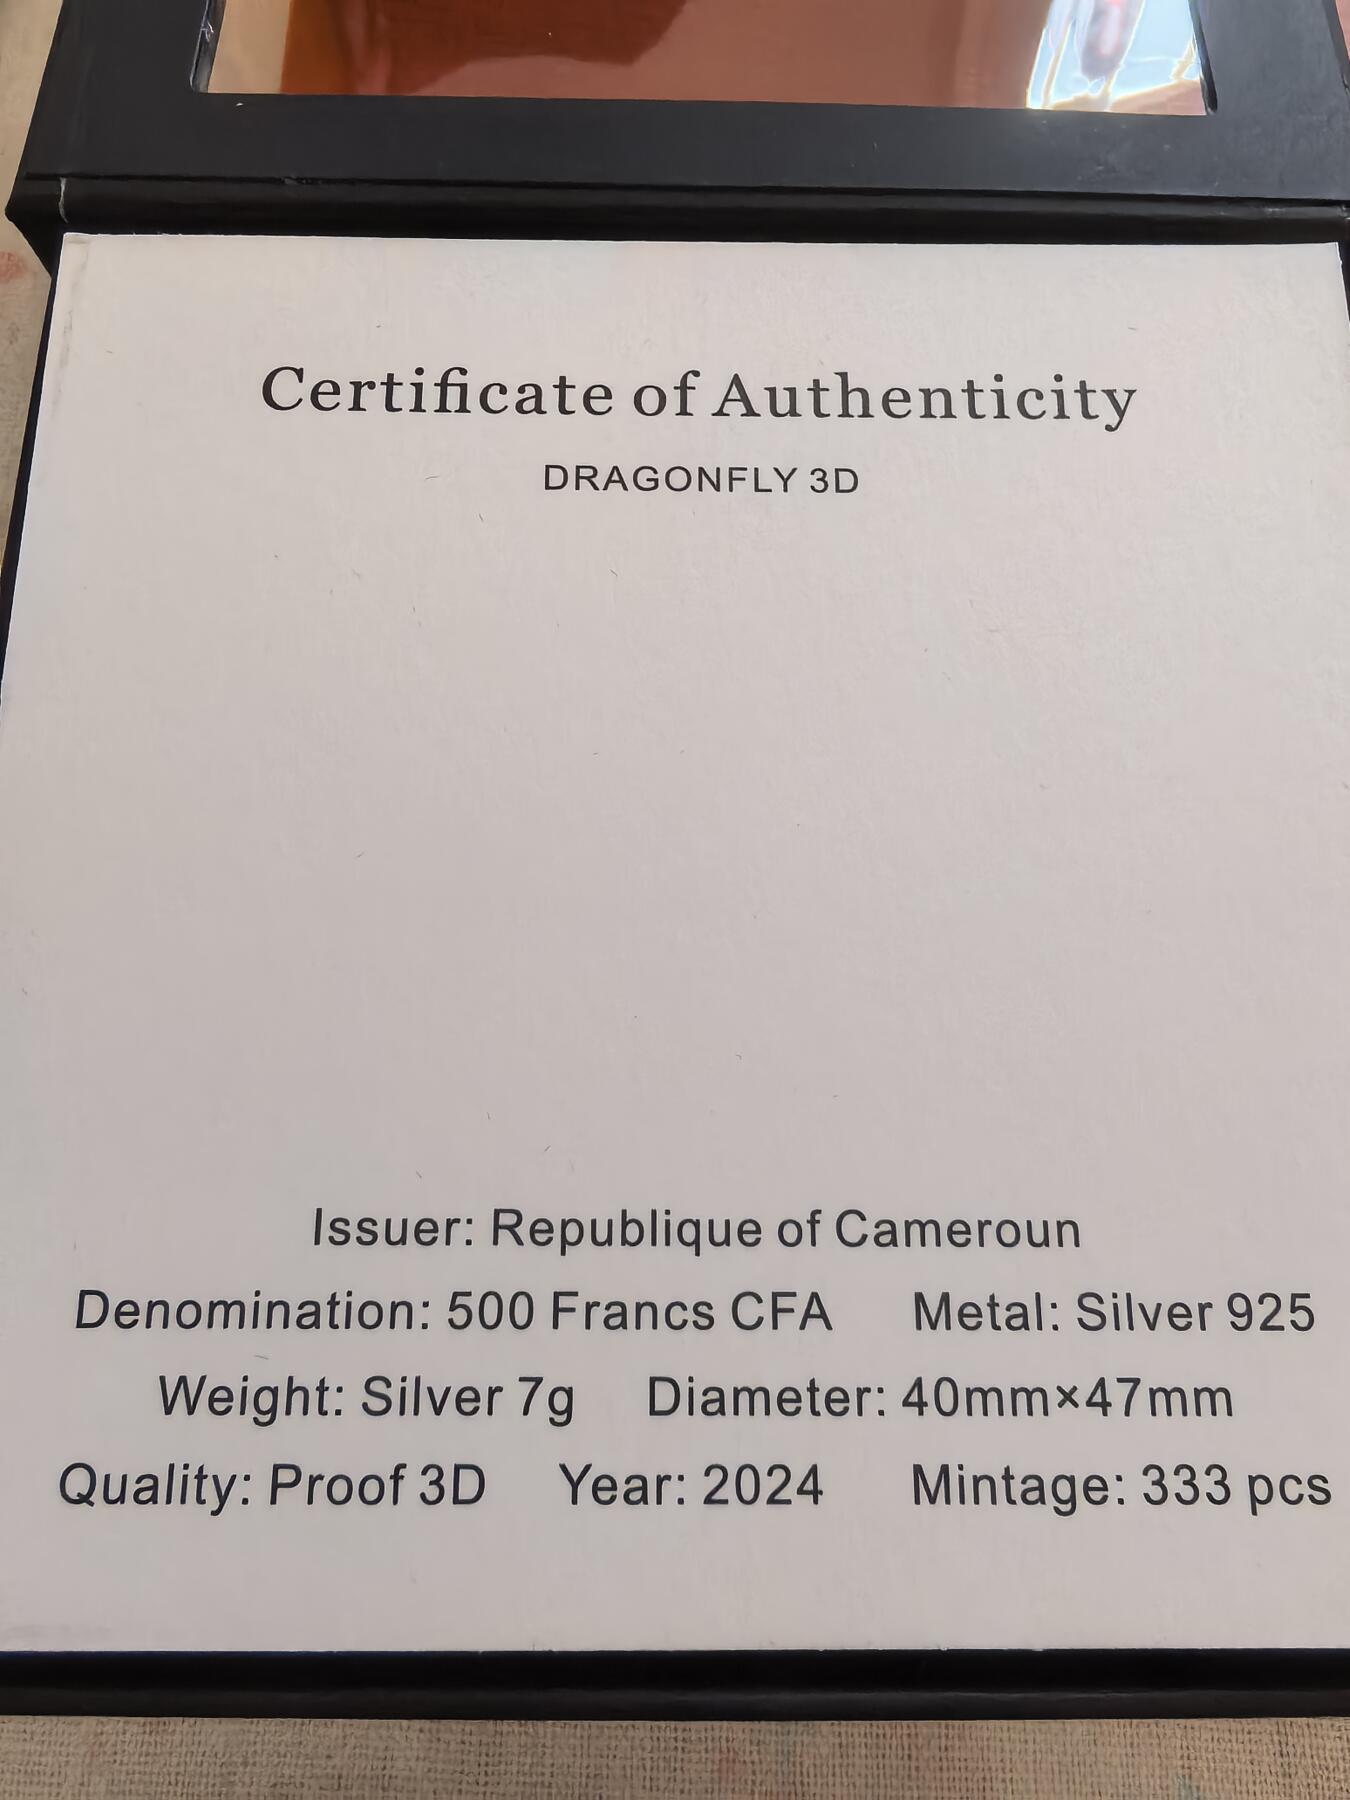 Certificate of Authenticity
DRAGONFLY 3D
Issuer: Republique of Cameroun
Denomination: 500 Francs CFA Metal: Silver 925
Weight: Silver 7g Diameter: 40mm×47mm
Quality: Proof 3D Year: 2024 Mintage: 333 pcs